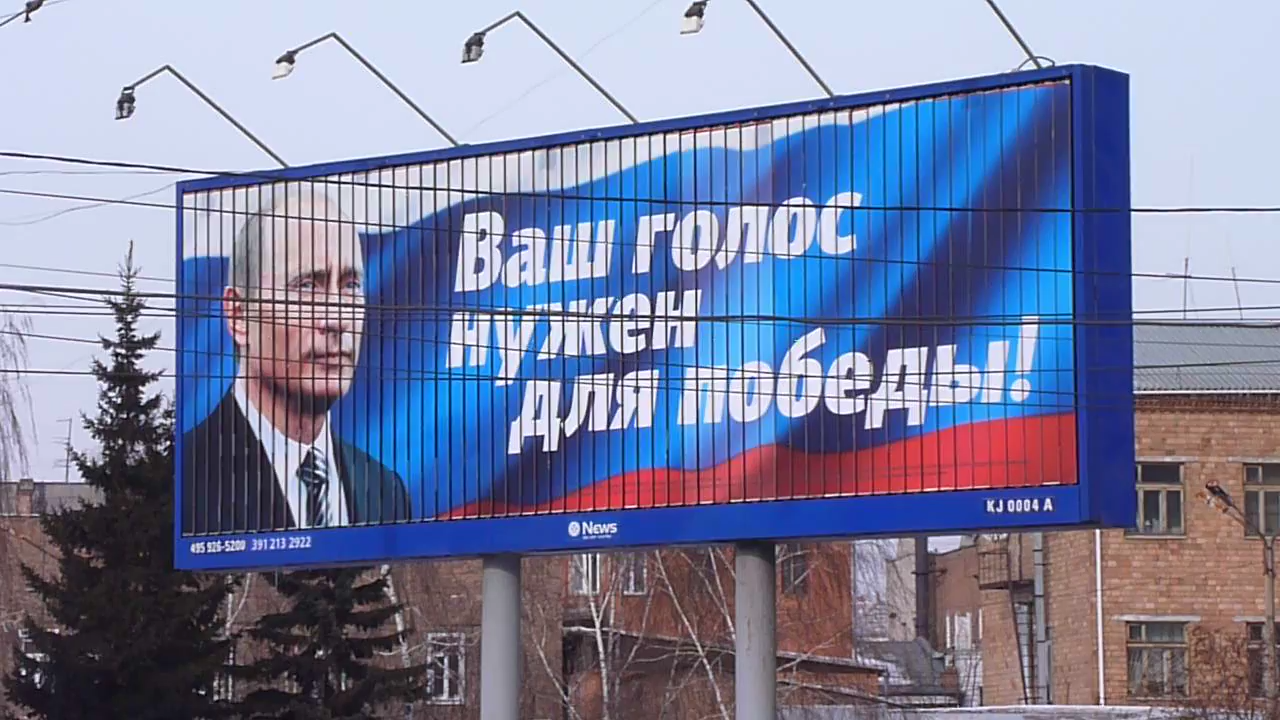 Ваш голос
нужен
для победы!
495 926-5200 391 213 2922
News
KJ 0004 A